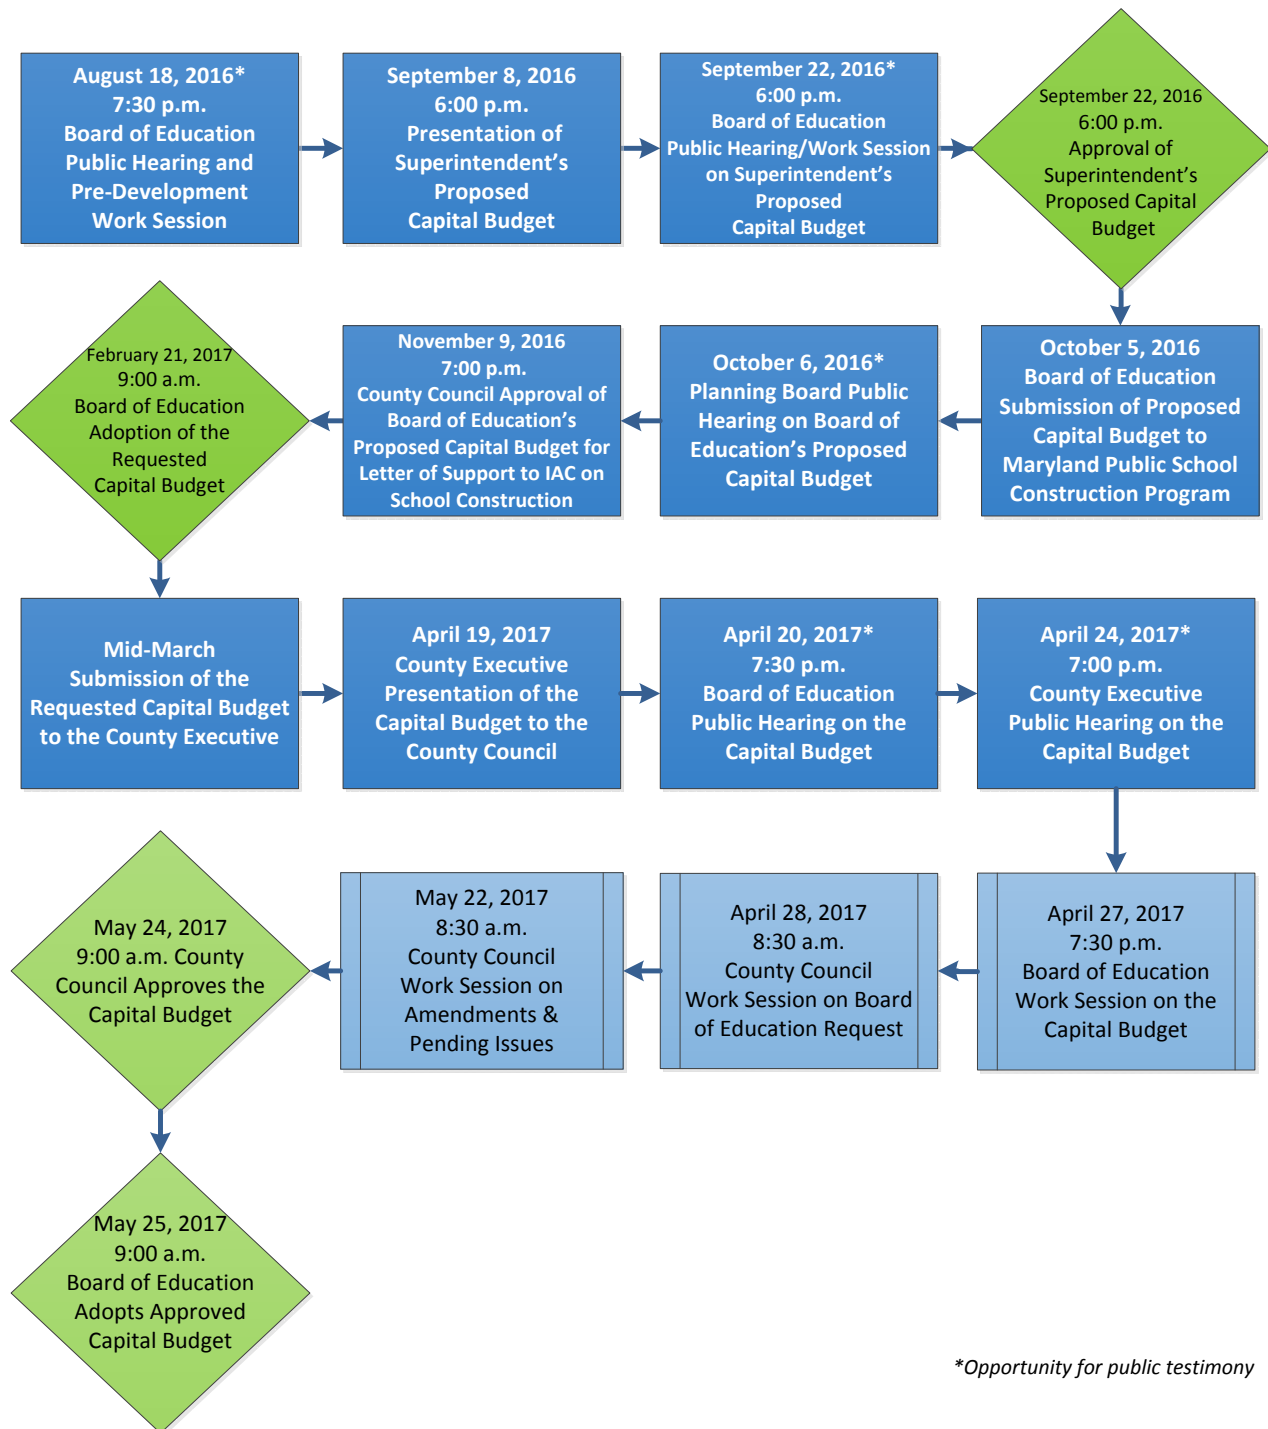 August 18, 2016*
7:30 p.m.
Board of Education
Public Hearing and
Pre-Development
Work Session
September 8, 2016
6:00 p.m.
Presentation of
Superintendent’s
Proposed
Capital Budget
September 22, 2016*
6:00 p.m.
Board of Education
Public Hearing/Work Session
on Superintendent’s
Proposed
Capital Budget
September 22, 2016
6:00 p.m.
Approval of
Superintendent’s
Proposed Capital
Budget
October 5, 2016
Board of Education
Submission of Proposed
Capital Budget to
Maryland Public School
Construction Program
October 6, 2016*
Planning Board Public
Hearing on Board of
Education’s Proposed
Capital Budget
November 9, 2016
7:00 p.m.
County Council Approval of
Board of Education’s
Proposed Capital Budget for
Letter of Support to IAC on
School Construction
February 21, 2017
9:00 a.m.
Board of Education
Adoption of the
Requested
Capital Budget
Mid-March
Submission of the
Requested Capital Budget
to the County Executive
April 19, 2017
County Executive
Presentation of the
Capital Budget to the
County Council
April 20, 2017*
7:30 p.m.
Board of Education
Public Hearing on the
Capital Budget
April 24, 2017*
7:00 p.m.
County Executive
Public Hearing on the
Capital Budget
April 27, 2017
7:30 p.m.
Board of Education
Work Session on the
Capital Budget
April 28, 2017
8:30 a.m.
County Council
Work Session on Board
of Education Request
May 22, 2017
8:30 a.m.
County Council
Work Session on
Amendments &
Pending Issues
May 24, 2017
9:00 a.m. County
Council Approves the
Capital Budget
May 25, 2017
9:00 a.m.
Board of Education
Adopts Approved
Capital Budget
*Opportunity for public testimony